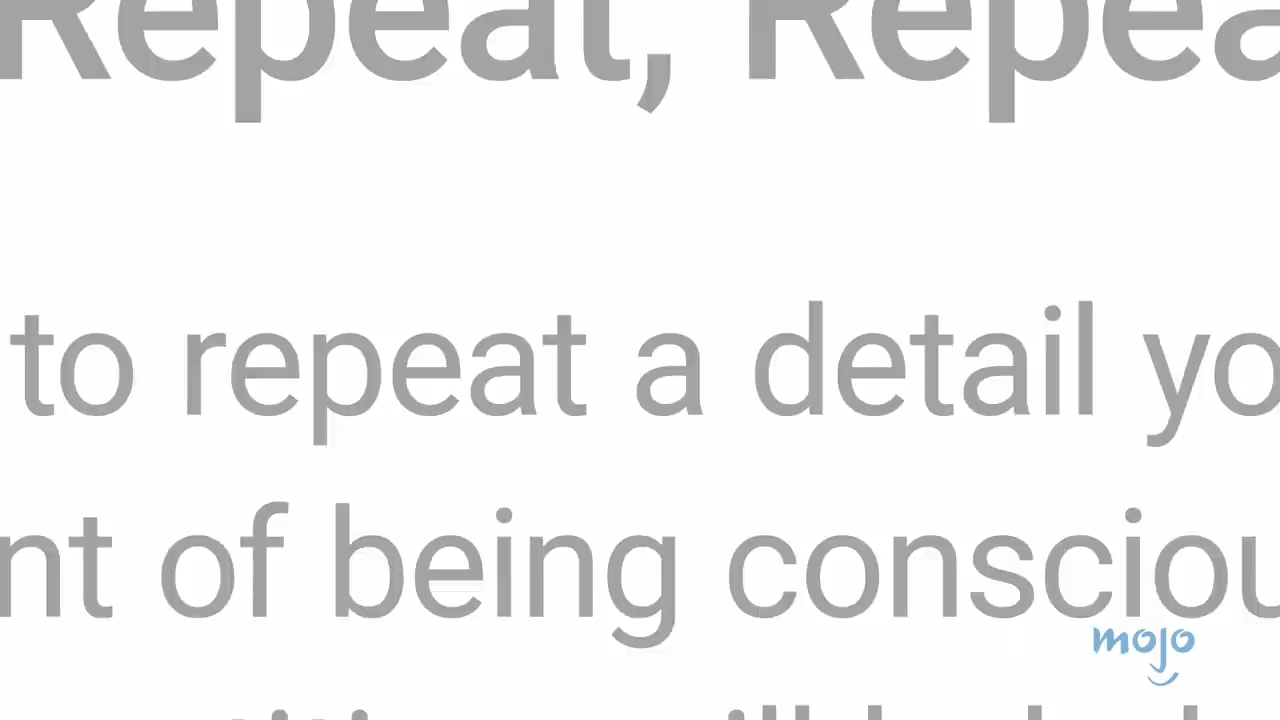 Repeat, Repea
to repeat a detail yo
nt of being consciou
mojo